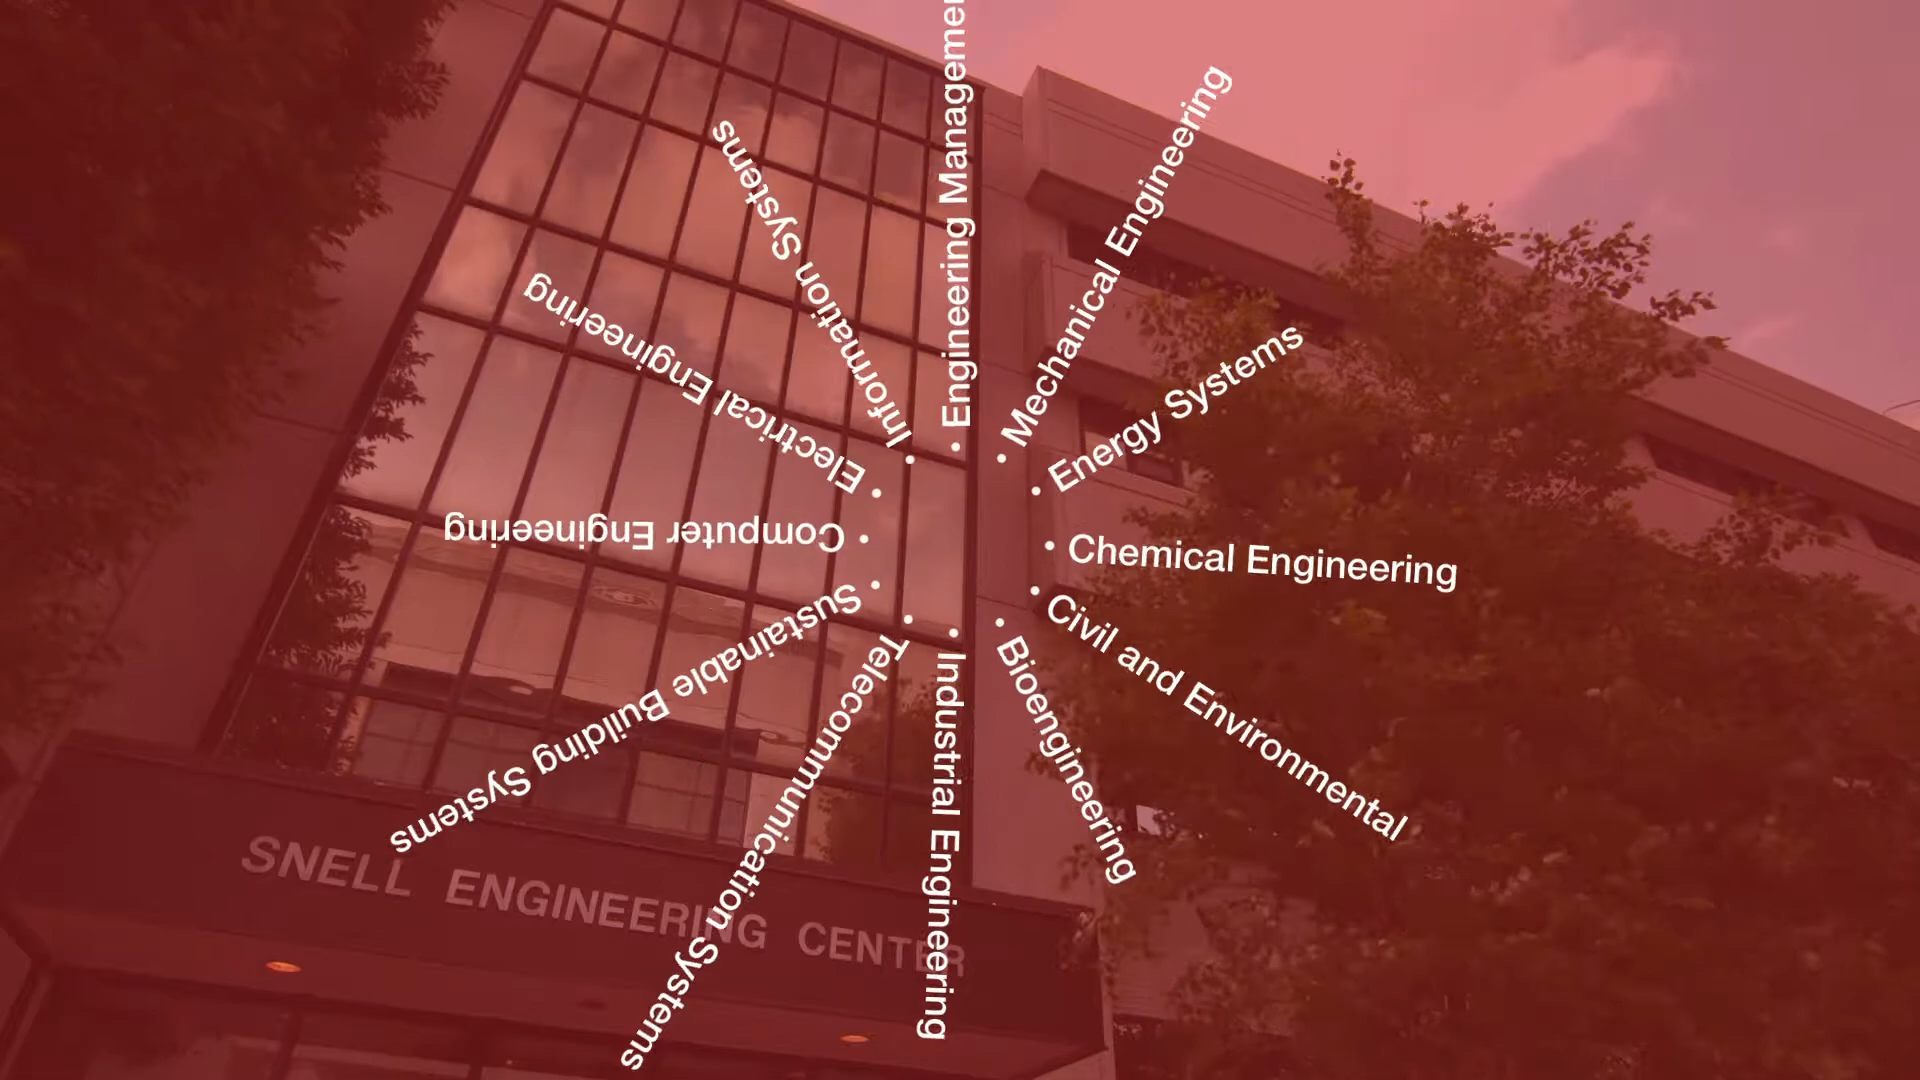 Engineering Managemen
Mechanical Engineering
Energy Systems
Chemical Engineering
Civil and Environmental
Bioengineering
Industrial Engineering
Telecommunication Systems
Sustainable Building Systems
Computer Engineering
Electrical Engineering
Information Systems
SNELL ENGINEERING CENTER